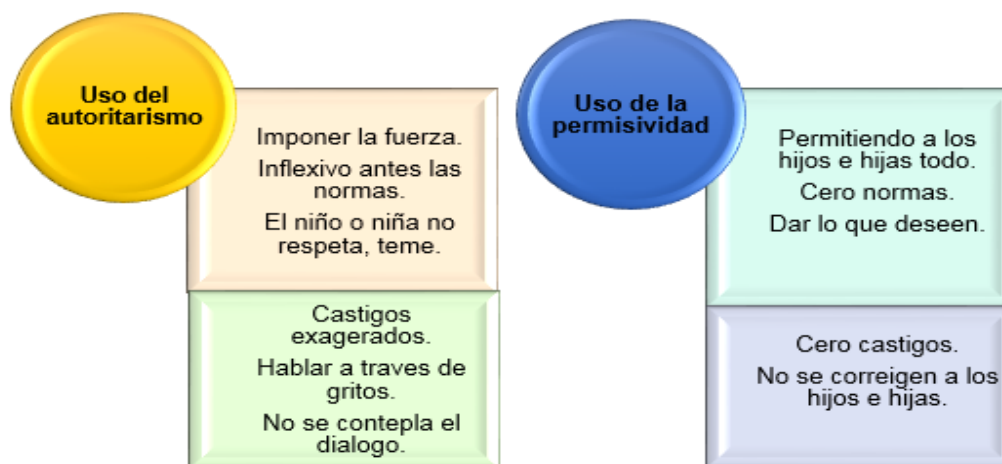 Uso del
autoritarismo
Imponer la fuerza.
Inflexivo antes las
normas.
El niño o niña no
respeta, teme.
Castigos
exagerados.
Hablar a traves de
gritos.
No se contepla el
dialogo.
Uso de la
permisividad
Permitiendo a los
hijos e hijas todo.
Cero normas.
Dar lo que deseen.
Cero castigos.
No se correigen a los
hijos e hijas.